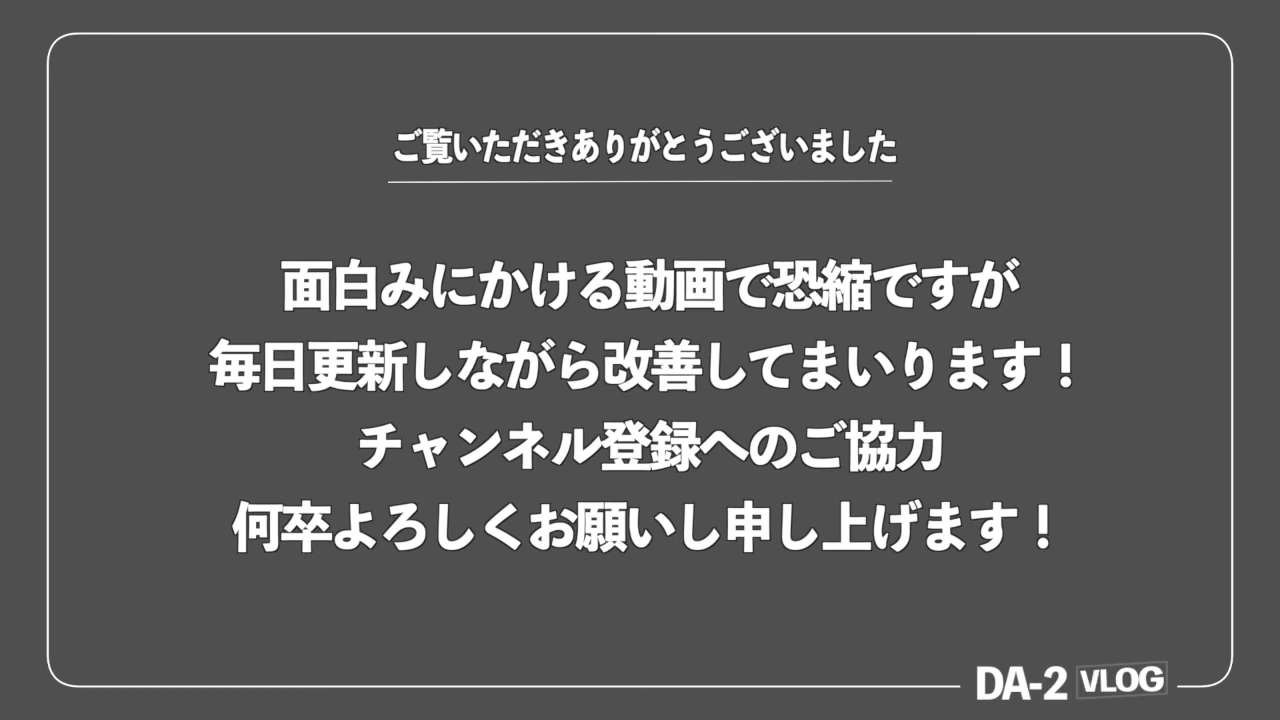 ご覧いただきありがとうございました
面白みにかける動画で恐縮ですが
毎日更新しながら改善してまいります！
チャンネル登録へのご協力
何卒よろしくお願いし申し上げます！
DA-2 VLOG